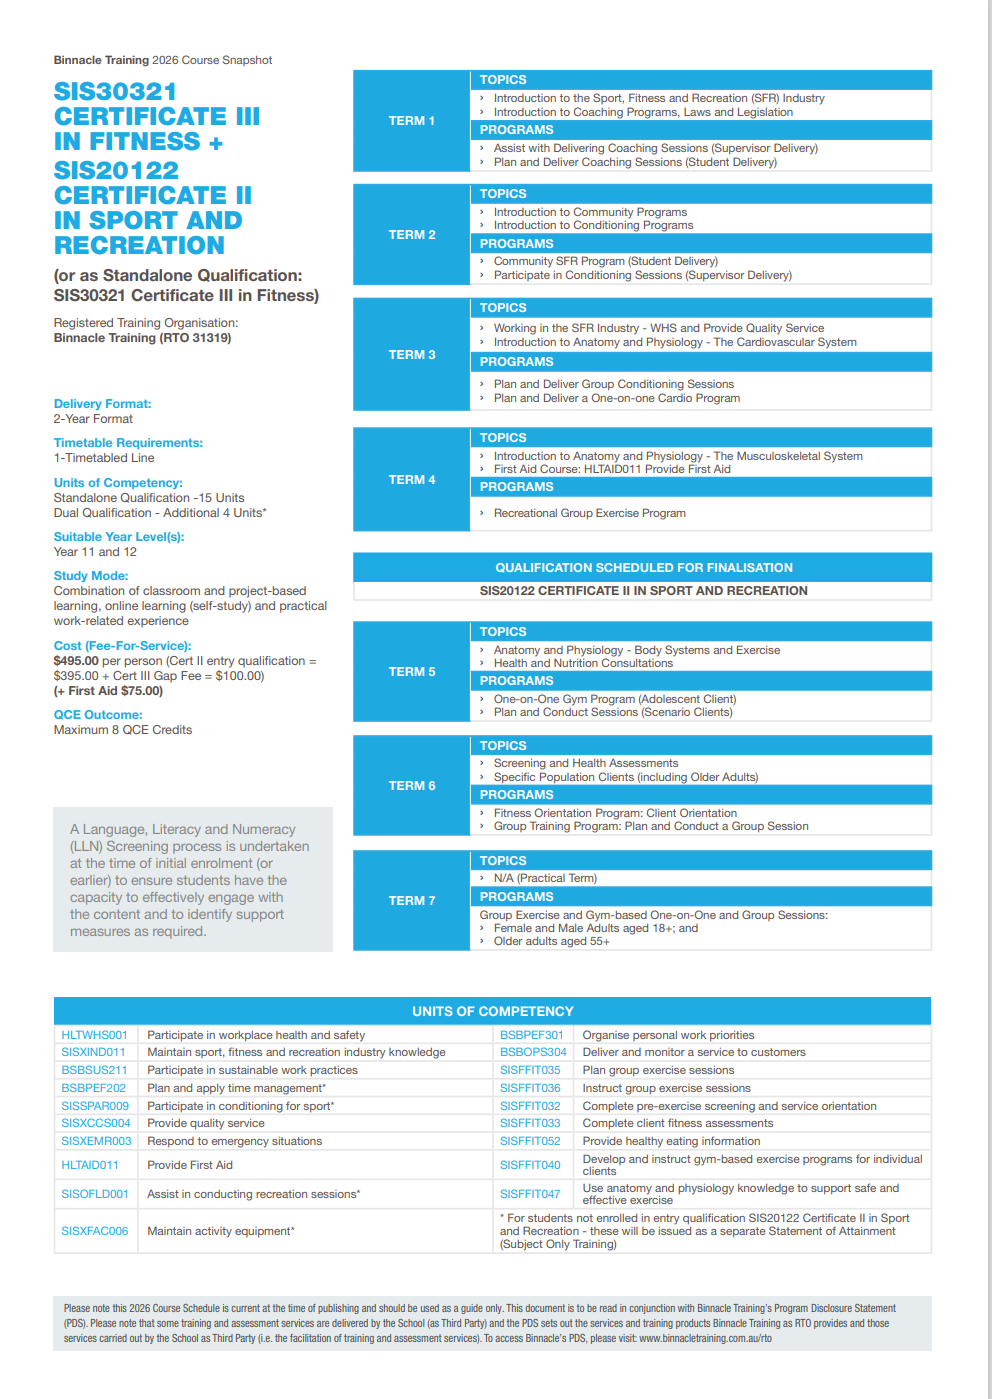 Binnacle Training 2026 Course Snapshot
SIS30321
CERTIFICATE III
IN FITNESS +
SIS20122
CERTIFICATE II
IN SPORT AND
RECREATION
(or as Standalone Qualification:
SIS30321 Certificate III in Fitness)
Registered Training Organisation:
Binnacle Training (RTO 31319)
Delivery Format:
2-Year Format
Timetable Requirements:
1-Timetabled Line
Units of Competency:
Standalone Qualification -15 Units
Dual Qualification - Additional 4 Units*
Suitable Year Level(s):
Year 11 and 12
Study Mode:
Combination of classroom and project-based
learning, online learning (self-study) and practical
work-related experience
Cost (Fee-For-Service):
$495.00 per person (Cert II entry qualification =
$395.00 + Cert III Gap Fee = $100.00)
(+ First Aid $75.00)
QCE Outcome:
Maximum 8 QCE Credits
A Language, Literacy and Numeracy
(LLN) Screening process is undertaken
at the time of initial enrolment (or
earlier) to ensure students have the
capacity to effectively engage with
the content and to identify support
measures as required.
TERM 1
TOPICS
› Introduction to the Sport, Fitness and Recreation (SFR) Industry
› Introduction to Coaching Programs, Laws and Legislation
PROGRAMS
› Assist with Delivering Coaching Sessions (Supervisor Delivery)
› Plan and Deliver Coaching Sessions (Student Delivery)
TERM 2
TOPICS
› Introduction to Community Programs
› Introduction to Conditioning Programs
PROGRAMS
› Community SFR Program (Student Delivery)
› Participate in Conditioning Sessions (Supervisor Delivery)
TERM 3
TOPICS
› Working in the SFR Industry - WHS and Provide Quality Service
› Introduction to Anatomy and Physiology - The Cardiovascular System
PROGRAMS
› Plan and Deliver Group Conditioning Sessions
› Plan and Deliver a One-on-one Cardio Program
TERM 4
TOPICS
› Introduction to Anatomy and Physiology - The Musculoskeletal System
› First Aid Course: HLTAID011 Provide First Aid
PROGRAMS
› Recreational Group Exercise Program
QUALIFICATION SCHEDULED FOR FINALISATION
SIS20122 CERTIFICATE II IN SPORT AND RECREATION
TERM 5
TOPICS
› Anatomy and Physiology - Body Systems and Exercise
› Health and Nutrition Consultations
PROGRAMS
› One-on-One Gym Program (Adolescent Client)
› Plan and Conduct Sessions (Scenario Clients)
TERM 6
TOPICS
› Screening and Health Assessments
› Specific Population Clients (including Older Adults)
PROGRAMS
› Fitness Orientation Program: Client Orientation
› Group Training Program: Plan and Conduct a Group Session
TERM 7
TOPICS
› N/A (Practical Term)
PROGRAMS
Group Exercise and Gym-based One-on-One and Group Sessions:
› Female and Male Adults aged 18+; and
› Older adults aged 55+
UNITS OF COMPETENCY
HLTWHS001 Participate in workplace health and safety BSBPEF301 Organise personal work priorities
SISXIND011 Maintain sport, fitness and recreation industry knowledge BSBOPS304 Deliver and monitor a service to customers
BSBSUS211 Participate in sustainable work practices SISFFIT035 Plan group exercise sessions
BSBPEF202 Plan and apply time management* SISFFIT036 Instruct group exercise sessions
SISSPAR009 Participate in conditioning for sport* SISFFIT032 Complete pre-exercise screening and service orientation
SISXCCS004 Provide quality service SISFFIT033 Complete client fitness assessments
SISXEMR003 Respond to emergency situations SISFFIT052 Provide healthy eating information
HLTAID011 Provide First Aid SISFFIT040 Develop and instruct gym-based exercise programs for individual
clients
SISOFLD001 Assist in conducting recreation sessions* SISFFIT047 Use anatomy and physiology knowledge to support safe and
effective exercise
SISXFAC006 Maintain activity equipment* * For students not enrolled in entry qualification SIS20122 Certificate II in Sport
and Recreation - these will be issued as a separate Statement of Attainment
(Subject Only Training)
Please note this 2026 Course Schedule is current at the time of publishing and should be used as a guide only. This document is to be read in conjunction with Binnacle Training's Program Disclosure Statement
(PDS). Please note that some training and assessment services are delivered by the School (as Third Party) and the PDS sets out the services and training products Binnacle Training as RTO provides and those
services carried out by the School as Third Party (i.e. the facilitation of training and assessment services). To access Binnacle's PDS, please visit: www.binnacletraining.com.au/rto